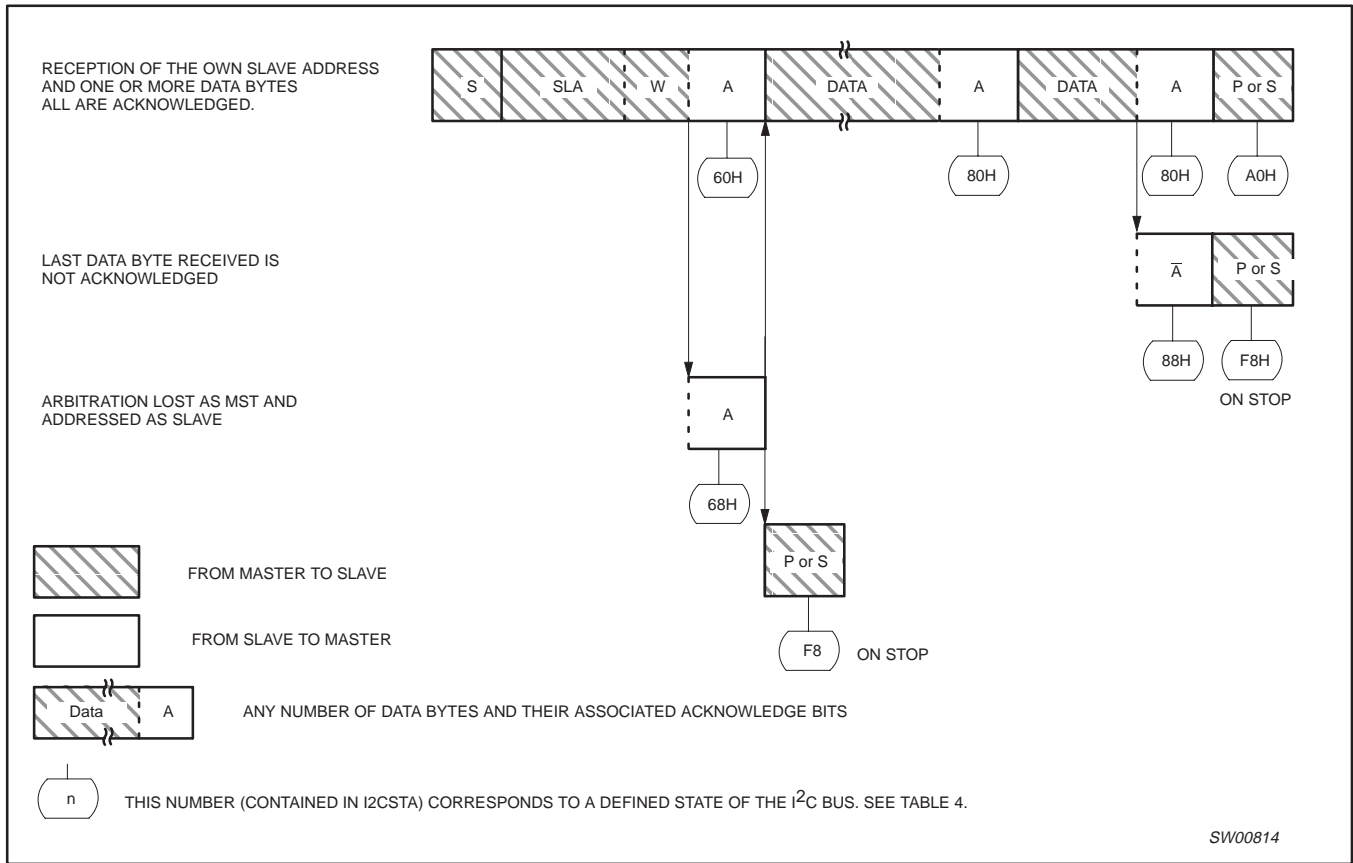 RECEPTION OF THE OWN SLAVE ADDRESS
AND ONE OR MORE DATA BYTES
ALL ARE ACKNOWLEDGED.
S SLA W A DATA A DATA A P or S
60H 80H 80H A0H
LAST DATA BYTE RECEIVED IS
NOT ACKNOWLEDGED
A̅ P or S
88H F8H
ON STOP
ARBITRATION LOST AS MST AND
ADDRESSED AS SLAVE
A
68H
P or S
F8 ON STOP
FROM MASTER TO SLAVE
FROM SLAVE TO MASTER
Data A ANY NUMBER OF DATA BYTES AND THEIR ASSOCIATED ACKNOWLEDGE BITS
n THIS NUMBER (CONTAINED IN I2CSTA) CORRESPONDS TO A DEFINED STATE OF THE I²C BUS. SEE TABLE 4.
SW00814